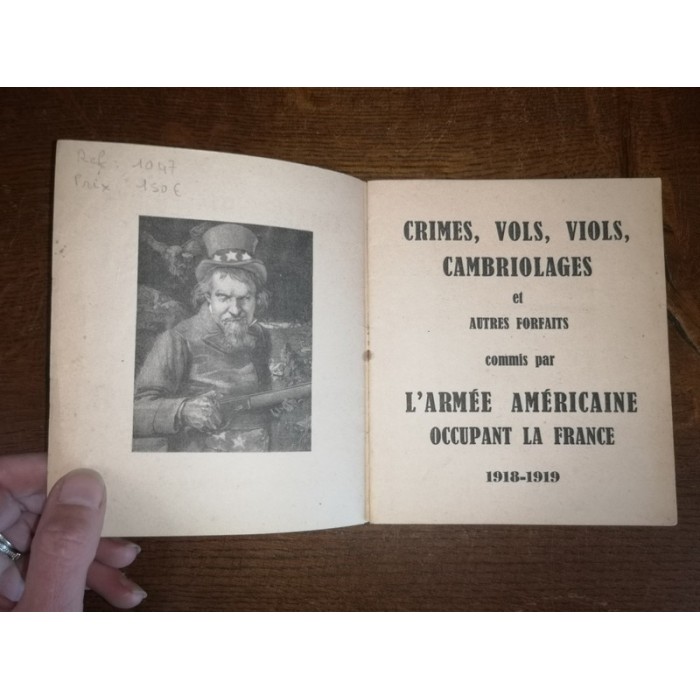 Ref: 1047
Prix : 150€
CRIMES, VOLS, VIOLS,
CAMBRIOLAGES
et
AUTRES FORFAITS
commis par
L'ARMÉE AMÉRICAINE
OCCUPANT LA FRANCE
1918-1919